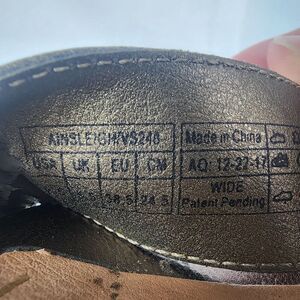 AINSLEIGH/VS248
USA UK EU CM
38.5 24.5
Made in China
AQ: 12-27-17
WIDE
Patent Pending